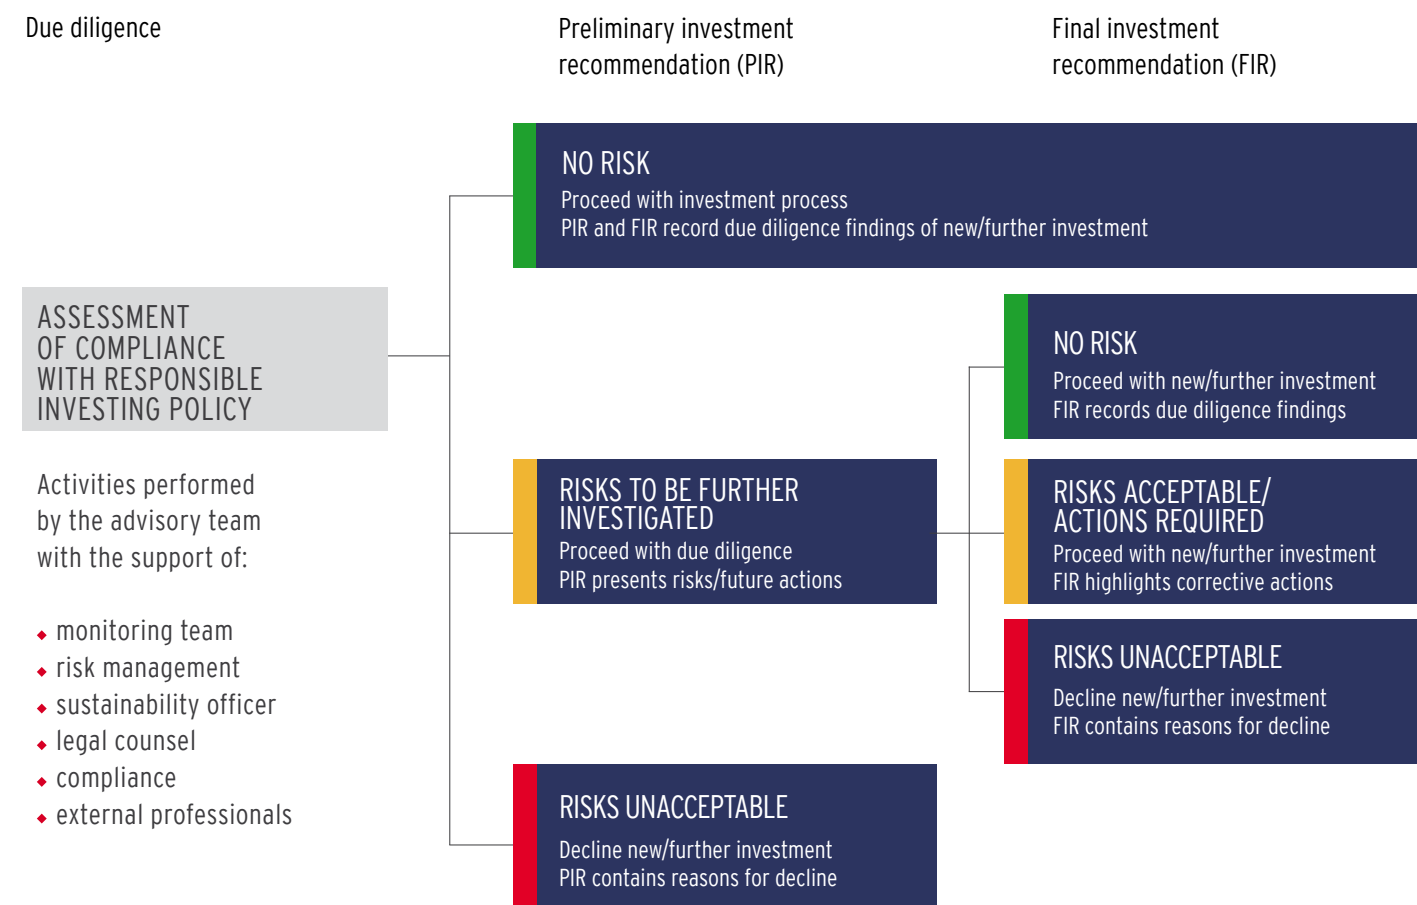 Due diligence
Preliminary investment
recommendation (PIR)
Final investment
recommendation (FIR)
NO RISK
Proceed with investment process
PIR and FIR record due diligence findings of new/further investment
ASSESSMENT
OF COMPLIANCE
WITH RESPONSIBLE
INVESTING POLICY
Activities performed
by the advisory team
with the support of:
monitoring team
risk management
sustainability officer
legal counsel
compliance
external professionals
RISKS TO BE FURTHER
INVESTIGATED
Proceed with due diligence
PIR presents risks/future actions
RISKS UNACCEPTABLE
Decline new/further investment
PIR contains reasons for decline
NO RISK
Proceed with new/further investment
FIR records due diligence findings
RISKS ACCEPTABLE/
ACTIONS REQUIRED
Proceed with new/further investment
FIR highlights corrective actions
RISKS UNACCEPTABLE
Decline new/further investment
FIR contains reasons for decline